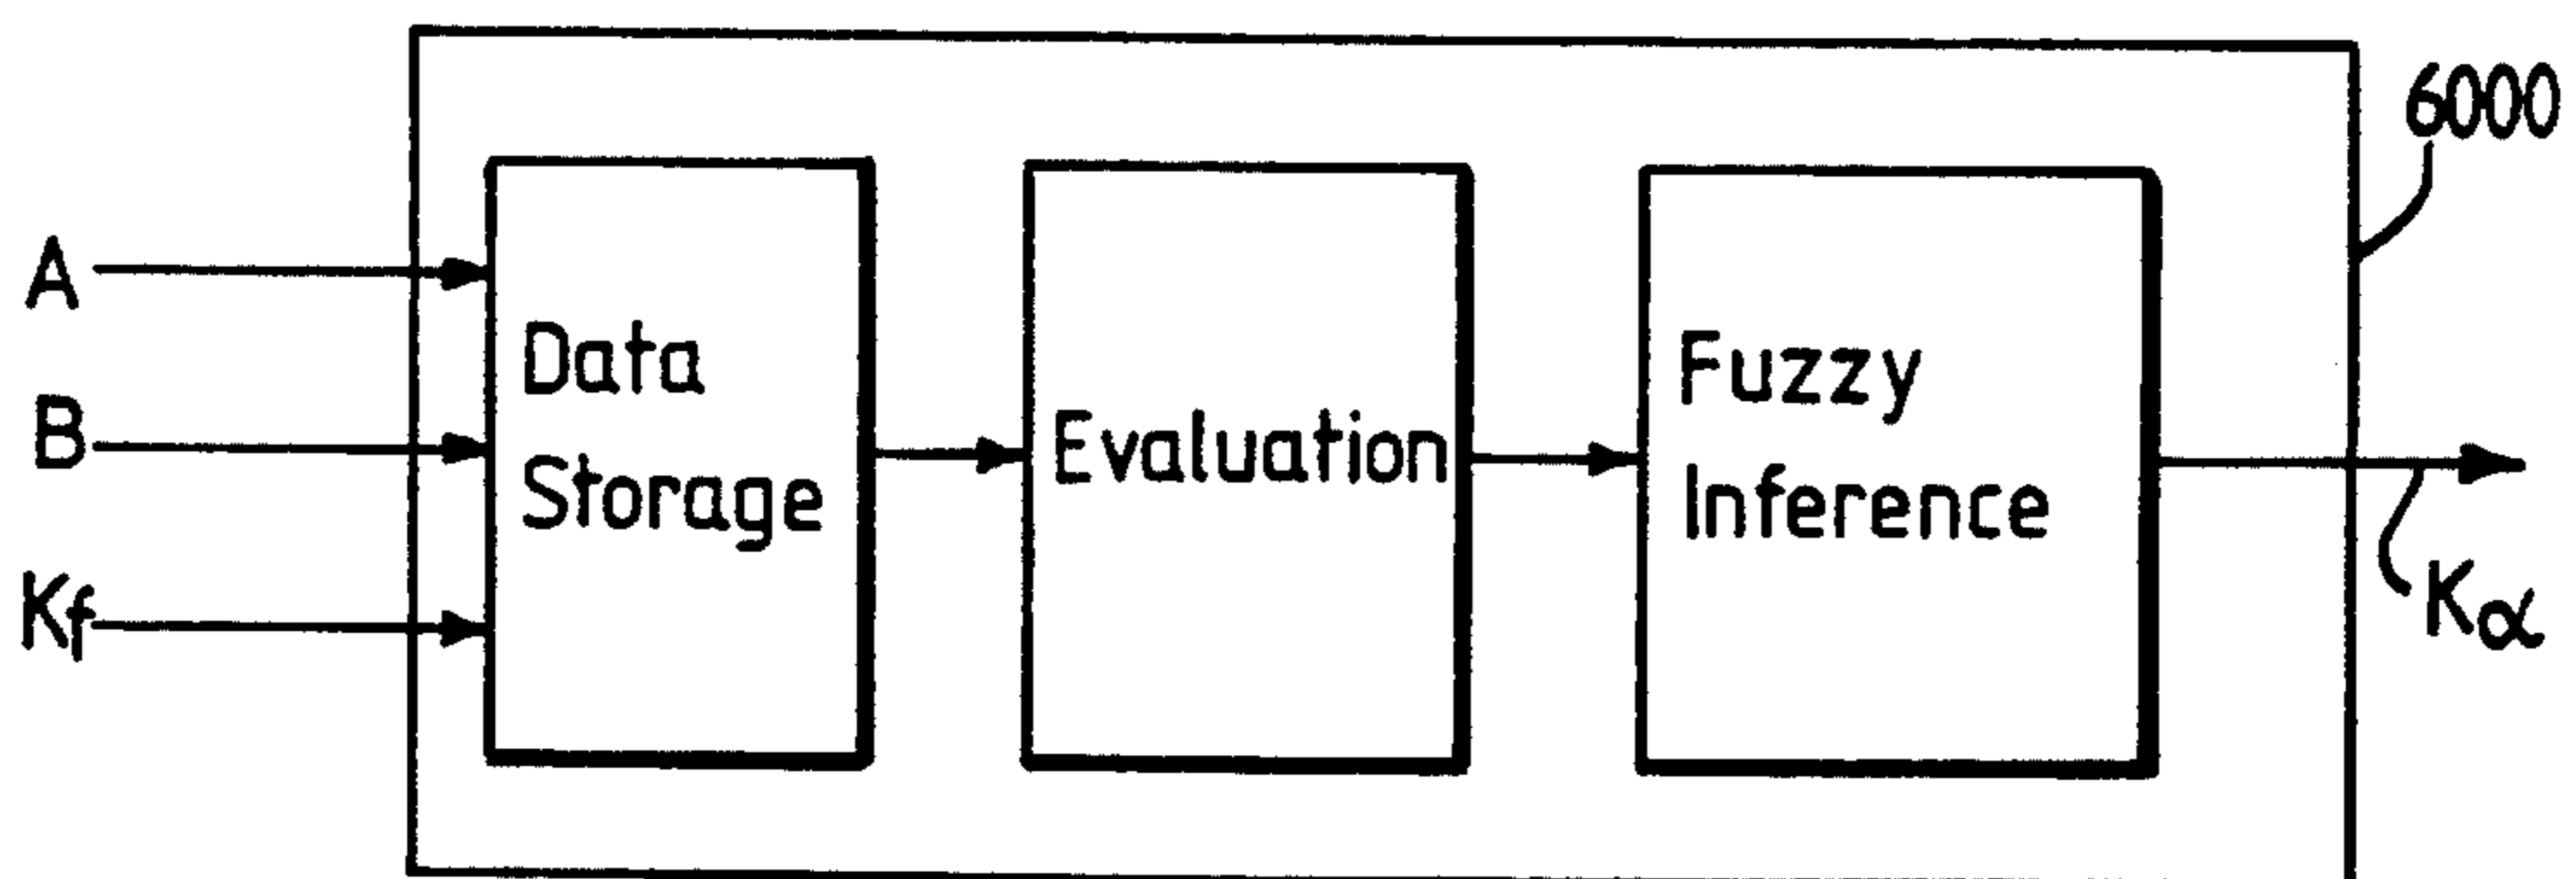 6000
A
B
Kf
Data
Storage
Evaluation
Fuzzy
Inference
Kα